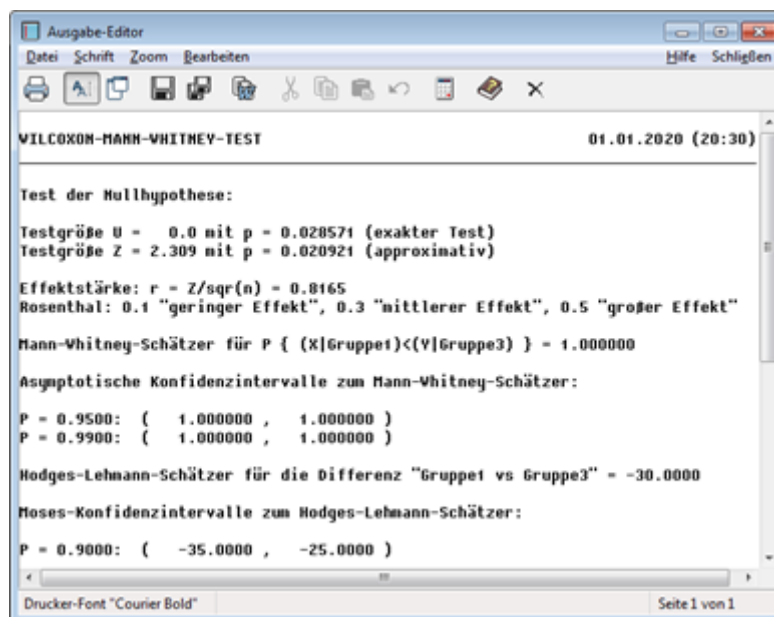 Ausgabe-Editor
Datei Schrift Zoom Bearbeiten Hilfe Schließen
WILCOXON-MANN-WHITNEY-TEST 01.01.2020 (20:30)
Test der Nullhypothese:
Testgröße U = 0.0 mit p = 0.028571 (exakter Test)
Testgröße Z = 2.309 mit p = 0.020921 (approximativ)
Effektstärke: r = Z/sqr(n) = 0.8165
Rosenthal: 0.1 "geringer Effekt", 0.3 "mittlerer Effekt", 0.5 "großer Effekt"
Mann-Whitney-Schätzer für P { (X|Gruppe1)<(Y|Gruppe3) } = 1.000000
Asymptotische Konfidenzintervalle zum Mann-Whitney-Schätzer:
P = 0.9500: ( 1.000000 , 1.000000 )
P = 0.9900: ( 1.000000 , 1.000000 )
Hodges-Lehmann-Schätzer für die Differenz "Gruppe1 vs Gruppe3" = -30.0000
Moses-Konfidenzintervalle zum Hodges-Lehmann-Schätzer:
P = 0.9000: ( -35.0000 , -25.0000 )
Drucker-Font "Courier Bold" Seite 1 von 1